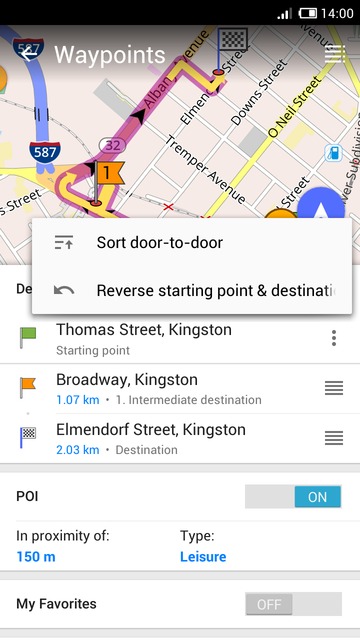 14:00
587
Waypoints
Albany Avenue
Elmen Street
Downs Street
O Neil Street
32
587
1
Tremper Avenue
s Street
Street
ver-Subdivision
Sort door-to-door
Reverse starting point & destinati
De
Thomas Street, Kingston
Starting point
Broadway, Kingston
1.07 km • 1. Intermediate destination
Elmendorf Street, Kingston
2.03 km • Destination
POI
ON
In proximity of:
Type:
150 m
Leisure
My Favorites
OFF